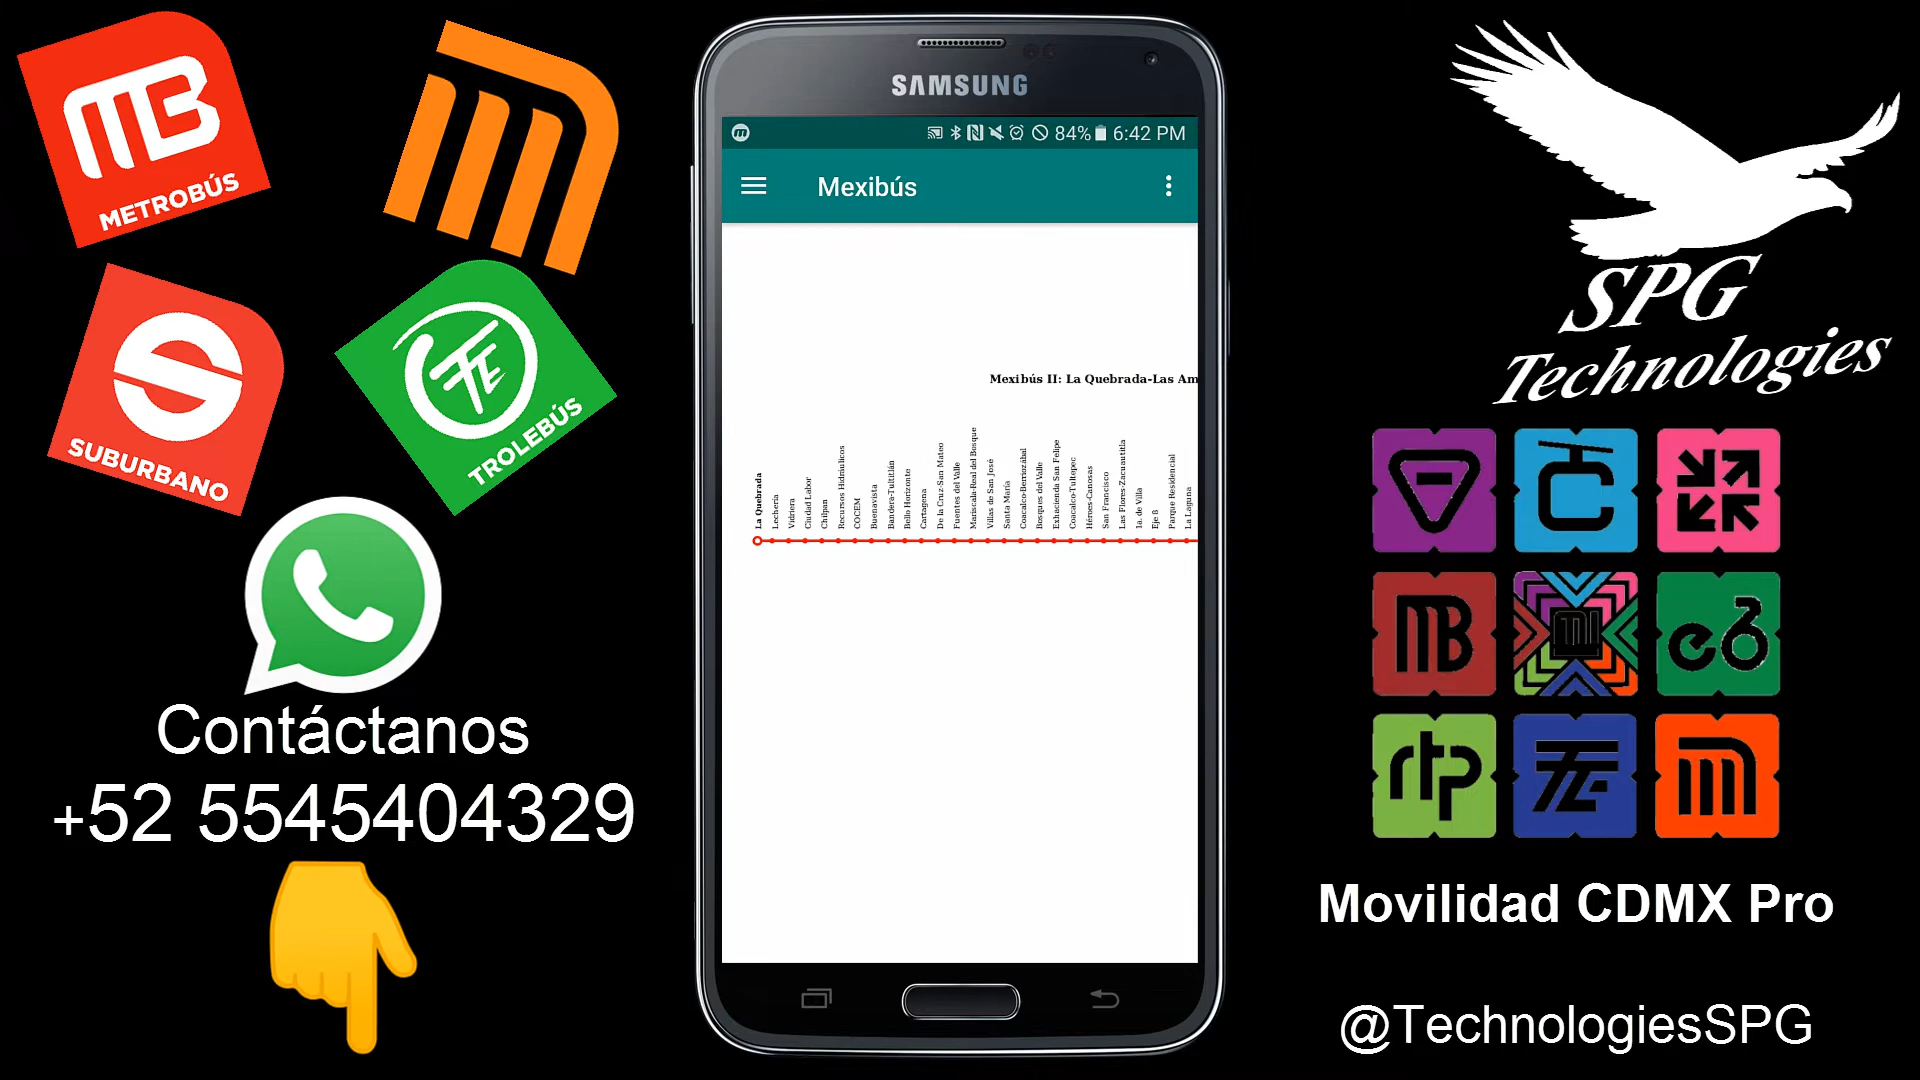 METROBÚS
SUBURBANO
TROLEBÚS
Contáctanos
+52 5545404329
SAMSUNG
84% 6:42 PM
Mexibús
Mexibús II: La Quebrada-Las Am
La Quebrada
Lechería
Vidriera
Ciudad Labor
Chilpan
Recursos Hidráulicos
COCEM
Buenavista
Bandera-Tultitlán
Bello Horizonte
Cartagena
De la Cruz-San Mateo
Fuentes del Valle
Mariscala-Real del Bosque
Villas de San José
Santa María
Coacalco-Berriozábal
Bosques del Valle
Exhacienda San Felipe
Coacalco-Tultepec
Héroes-Canosas
San Francisco
Las Flores-Zacuautitla
1a. de Villa
Eje 8
Parque Residencial
La Laguna
SPG
Technologies
MB
rtp
Movilidad CDMX Pro
@TechnologiesSPG